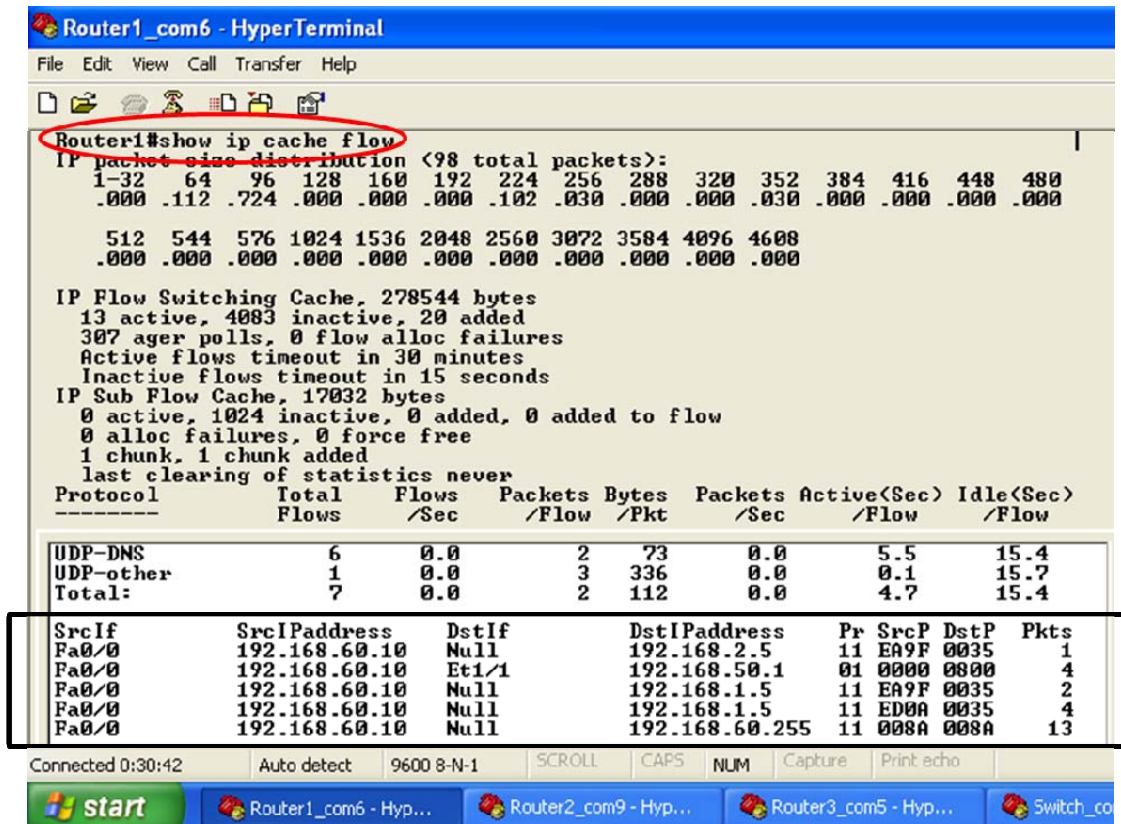 Router1_com6 - HyperTerminal
File Edit View Call Transfer Help
Router1#show ip cache flow
IP packet size distribution (98 total packets):
1-32 64 96 128 160 192 224 256 288 320 352 384 416 448 480
.000 .112 .724 .000 .000 .000 .102 .030 .000 .000 .030 .000 .000 .000 .000
512 544 576 1024 1536 2048 2560 3072 3584 4096 4608
.000 .000 .000 .000 .000 .000 .000 .000 .000 .000 .000
IP Flow Switching Cache, 278544 bytes
13 active, 4083 inactive, 20 added
307 ager polls, 0 flow alloc failures
Active flows timeout in 30 minutes
Inactive flows timeout in 15 seconds
IP Sub Flow Cache, 17032 bytes
0 active, 1024 inactive, 0 added, 0 added to flow
0 alloc failures, 0 force free
1 chunk, 1 chunk added
last clearing of statistics never
Protocol Total Flows Packets Bytes Packets Active(Sec) Idle(Sec)
-------- Flows /Sec /Flow /Pkt /Sec /Flow /Flow
UDP-DNS 6 0.0 2 73 0.0 5.5 15.4
UDP-other 1 0.0 3 336 0.0 0.1 15.7
Total: 7 0.0 2 112 0.0 4.7 15.4
SrcIf SrcIPaddress DstIf DstIPaddress Pr SrcP DstP Pkts
Fa0/0 192.168.60.10 Null 192.168.2.5 11 EA9F 0035 1
Fa0/0 192.168.60.10 Et1/1 192.168.50.1 01 0000 0800 4
Fa0/0 192.168.60.10 Null 192.168.1.5 11 EA9F 0035 2
Fa0/0 192.168.60.10 Null 192.168.1.5 11 ED0A 0035 4
Fa0/0 192.168.60.10 Null 192.168.60.255 11 008A 008A 13
Connected 0:30:42 Auto detect 9600 8-N-1 SCROLL CAPS NUM Capture Print echo
start Router1_com6 - Hyp... Router2_com9 - Hyp... Router3_com5 - Hyp... Switch_co